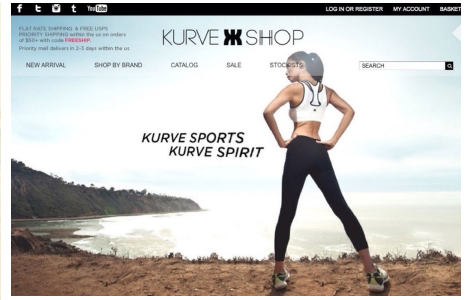 LOG IN OR REGISTER MY ACCOUNT BASKET
You Tube
FLAT RATE SHIPPING & FREE USPS
PRIORITY SHIPPING within the us on orders
of $50+ with code FREESHIP.
Priority mail delivers in 2-3 days within the us
KURVE SHOP
NEW ARRIVAL SHOP BY BRAND CATALOG SALE STOCKISTS SEARCH
KURVE SPORTS
KURVE SPIRIT